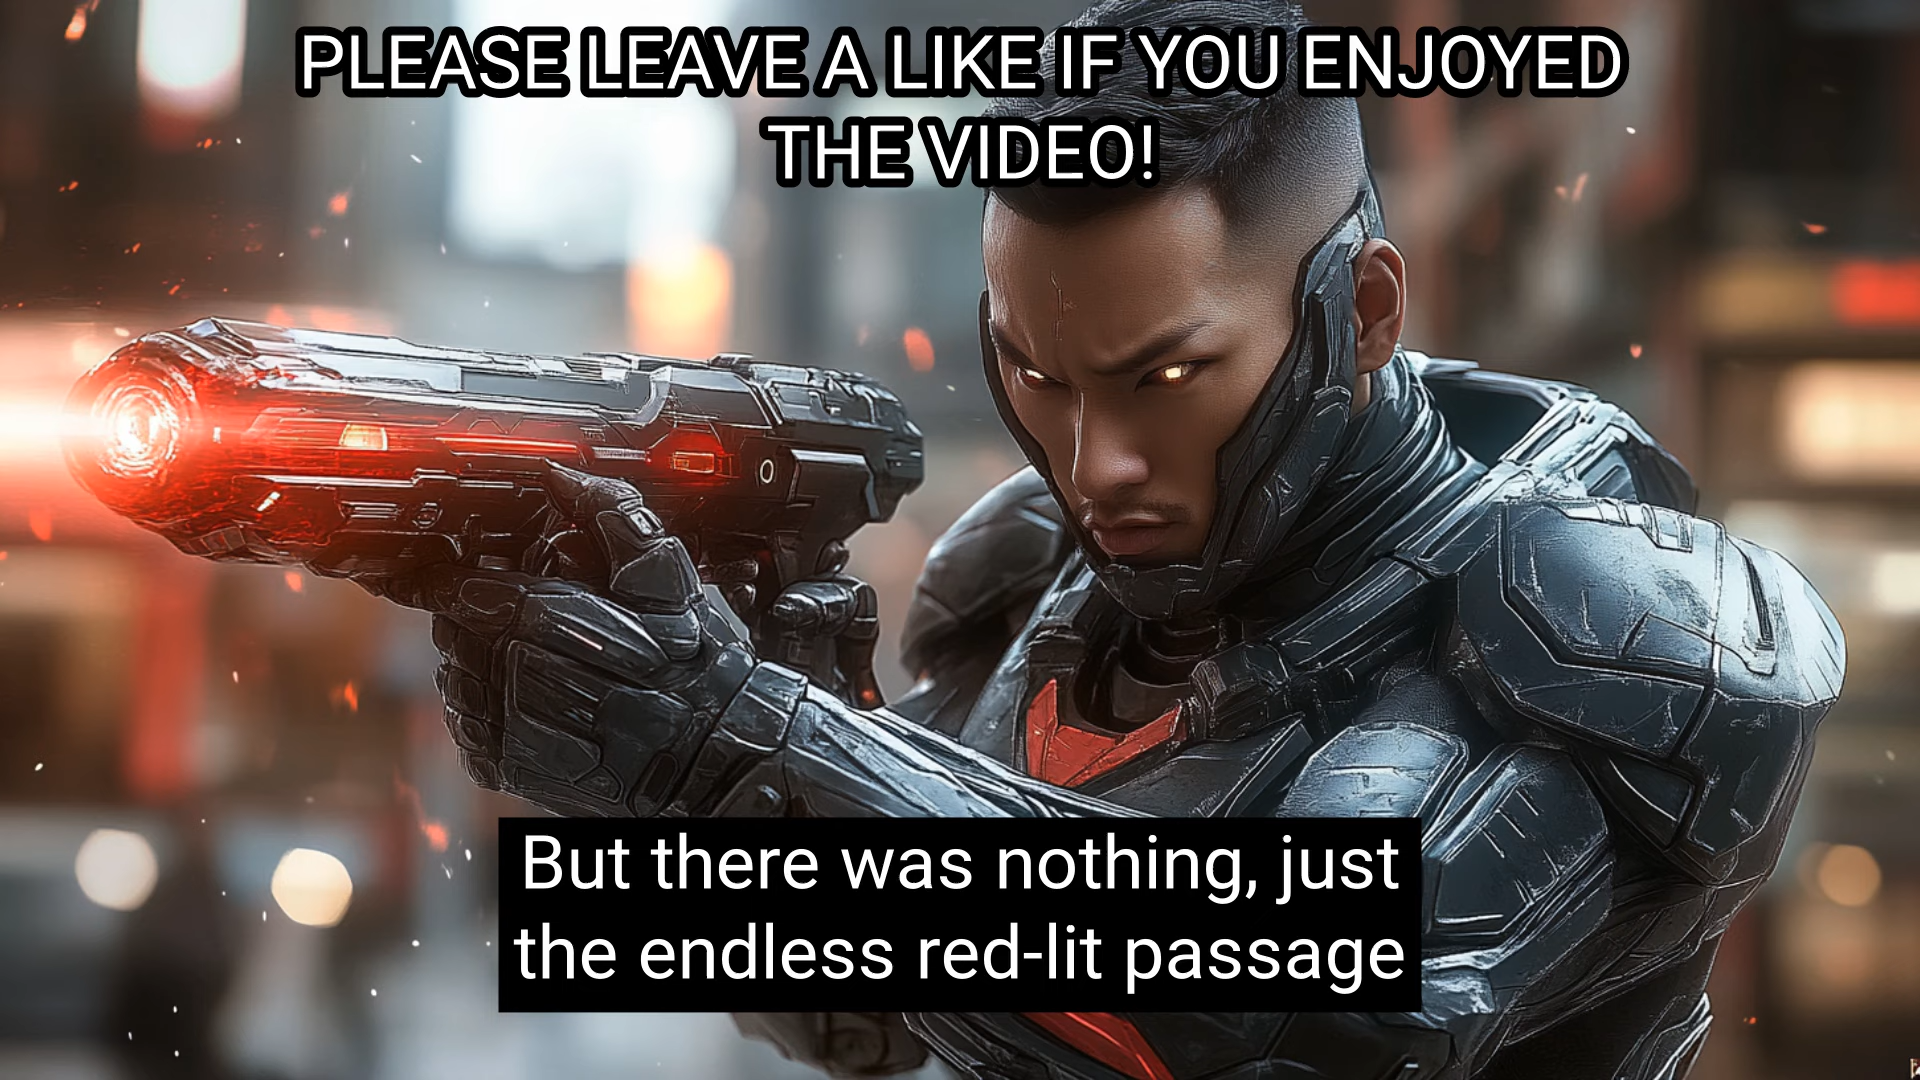 PLEASE LEAVE A LIKE IF YOU ENJOYED
THE VIDEO!
But there was nothing, just
the endless red-lit passage